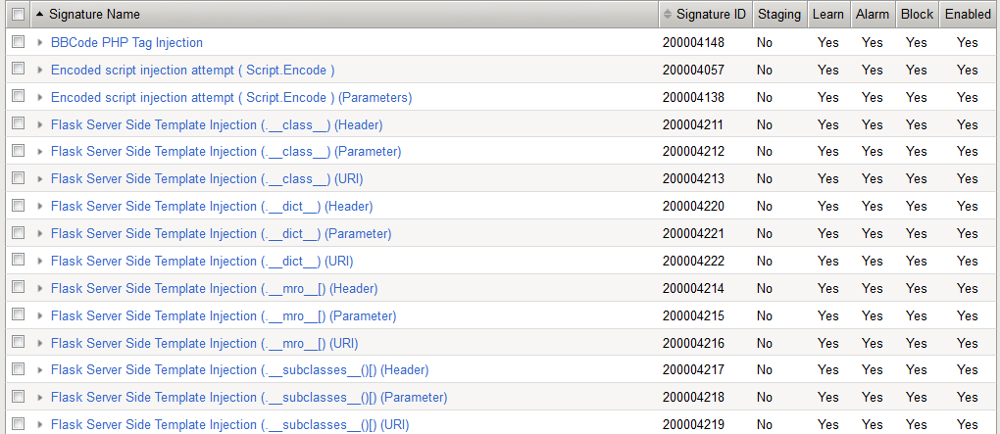 Signature Name Signature ID Staging Learn Alarm Block Enabled
BBCode PHP Tag Injection 200004148 No Yes Yes Yes Yes
Encoded script injection attempt ( Script.Encode ) 200004057 No Yes Yes Yes Yes
Encoded script injection attempt ( Script.Encode ) (Parameters) 200004138 No Yes Yes Yes Yes
Flask Server Side Template Injection (.__class__) (Header) 200004211 No Yes Yes Yes Yes
Flask Server Side Template Injection (.__class__) (Parameter) 200004212 No Yes Yes Yes Yes
Flask Server Side Template Injection (.__class__) (URI) 200004213 No Yes Yes Yes Yes
Flask Server Side Template Injection (.__dict__) (Header) 200004220 No Yes Yes Yes Yes
Flask Server Side Template Injection (.__dict__) (Parameter) 200004221 No Yes Yes Yes Yes
Flask Server Side Template Injection (.__dict__) (URI) 200004222 No Yes Yes Yes Yes
Flask Server Side Template Injection (.__mro__[) (Header) 200004214 No Yes Yes Yes Yes
Flask Server Side Template Injection (.__mro__[) (Parameter) 200004215 No Yes Yes Yes Yes
Flask Server Side Template Injection (.__mro__[) (URI) 200004216 No Yes Yes Yes Yes
Flask Server Side Template Injection (.__subclasses__()[) (Header) 200004217 No Yes Yes Yes Yes
Flask Server Side Template Injection (.__subclasses__()[) (Parameter) 200004218 No Yes Yes Yes Yes
Flask Server Side Template Injection (.__subclasses__()[) (URI) 200004219 No Yes Yes Yes Yes